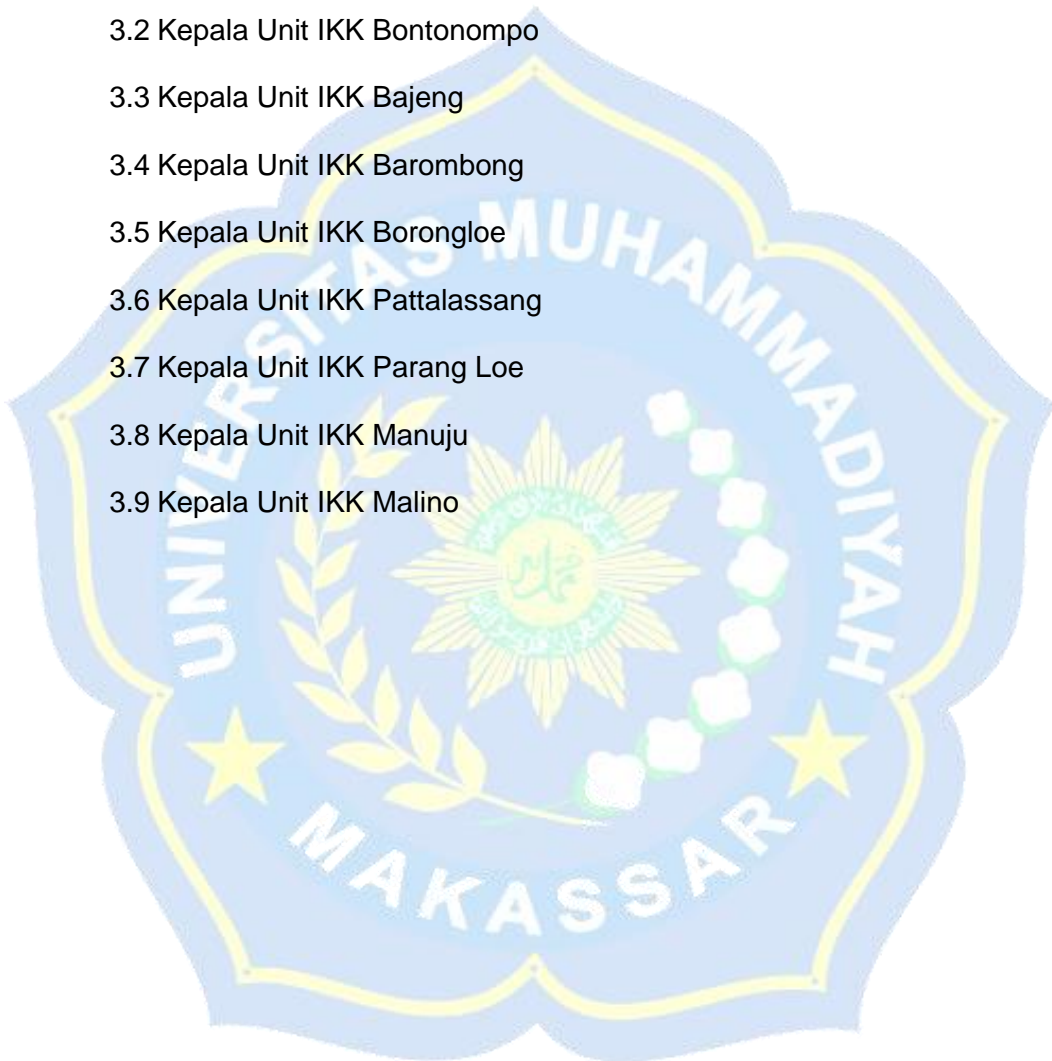 3.2 Kepala Unit IKK Bontonompo
3.3 Kepala Unit IKK Bajeng
3.4 Kepala Unit IKK Barombong
3.5 Kepala Unit IKK Borongloe
3.6 Kepala Unit IKK Pattalassang
3.7 Kepala Unit IKK Parang Loe
3.8 Kepala Unit IKK Manuju
3.9 Kepala Unit IKK Malino
UNIVERSITAS MUHAMMADIYAH
MAKASSAR